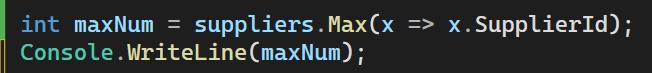 int maxNum = suppliers.Max(x => x.SupplierId);
Console.WriteLine(maxNum);